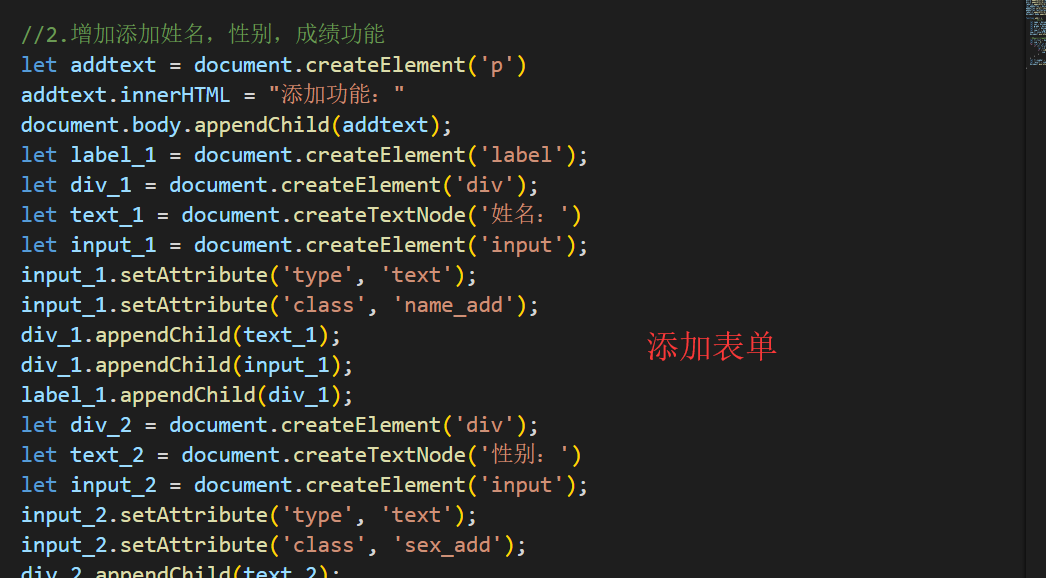 //2.增加添加姓名，性别，成绩功能
let addtext = document.createElement('p')
addtext.innerHTML = "添加功能："
document.body.appendChild(addtext);
let label_1 = document.createElement('label');
let div_1 = document.createElement('div');
let text_1 = document.createTextNode('姓名：')
let input_1 = document.createElement('input');
input_1.setAttribute('type', 'text');
input_1.setAttribute('class', 'name_add');
div_1.appendChild(text_1);
div_1.appendChild(input_1);
添加表单
label_1.appendChild(div_1);
let div_2 = document.createElement('div');
let text_2 = document.createTextNode('性别：')
let input_2 = document.createElement('input');
input_2.setAttribute('type', 'text');
input_2.setAttribute('class', 'sex_add');
div_2.appendChild(text_2);